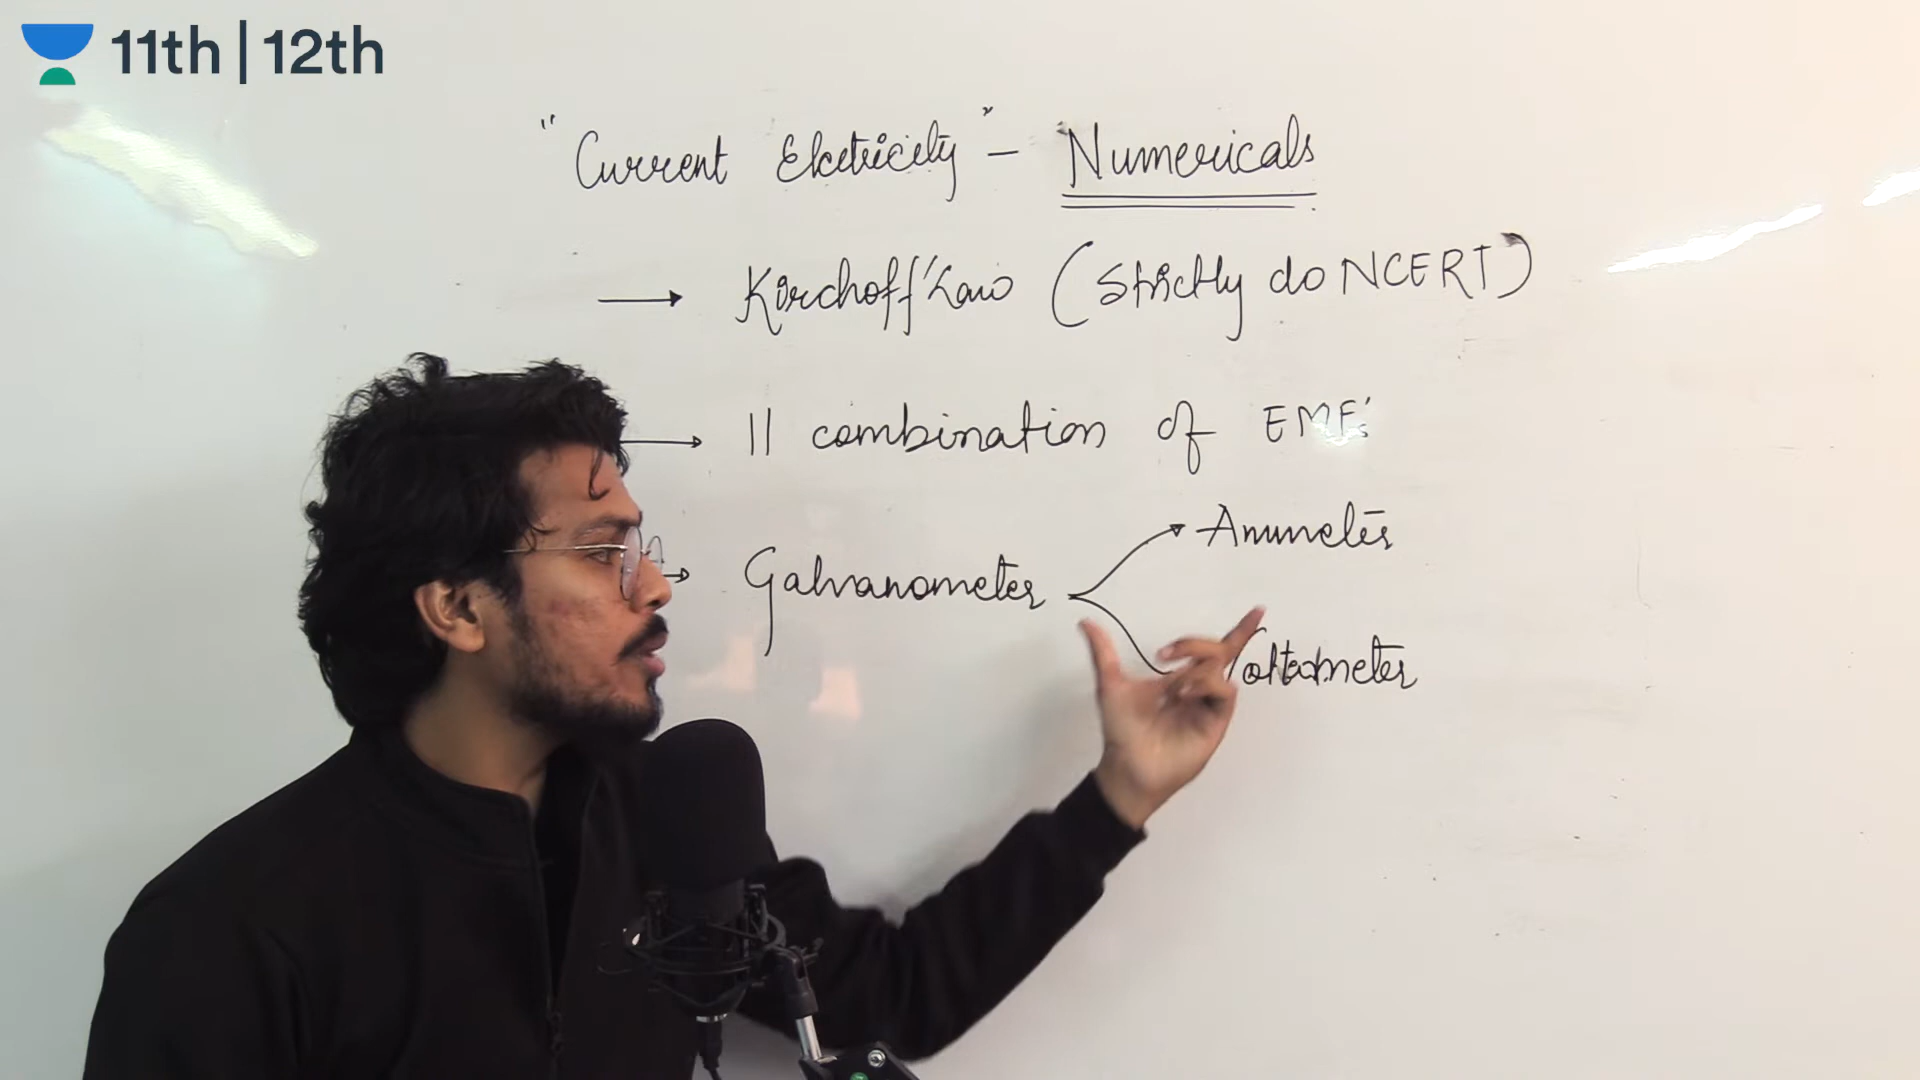 11th | 12th
"Current Electricity" - Numericals
→ Kirchoff'Law (Strictly do NCERT)
→ || combination of EMF's
→ Galvanometer
Ammeter
Voltmeter